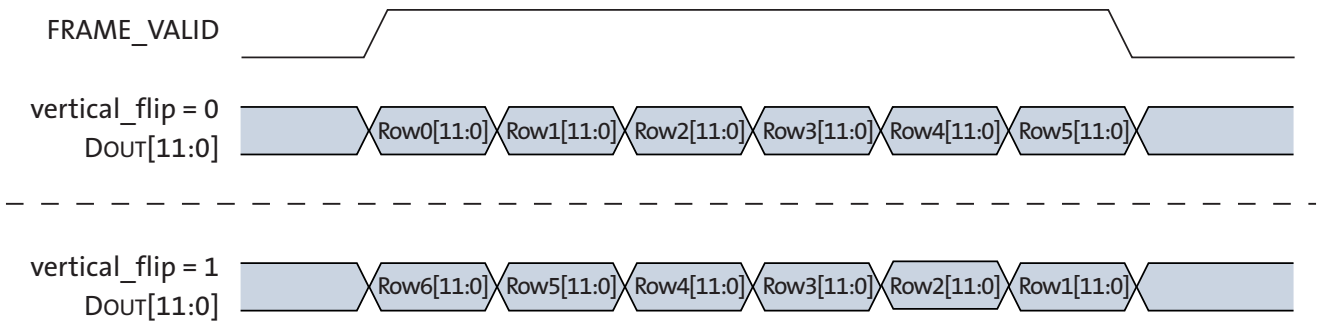 FRAME_VALID
vertical_flip = 0
DOUT[11:0]
Row0[11:0] Row1[11:0] Row2[11:0] Row3[11:0] Row4[11:0] Row5[11:0]
vertical_flip = 1
DOUT[11:0]
Row6[11:0] Row5[11:0] Row4[11:0] Row3[11:0] Row2[11:0] Row1[11:0]